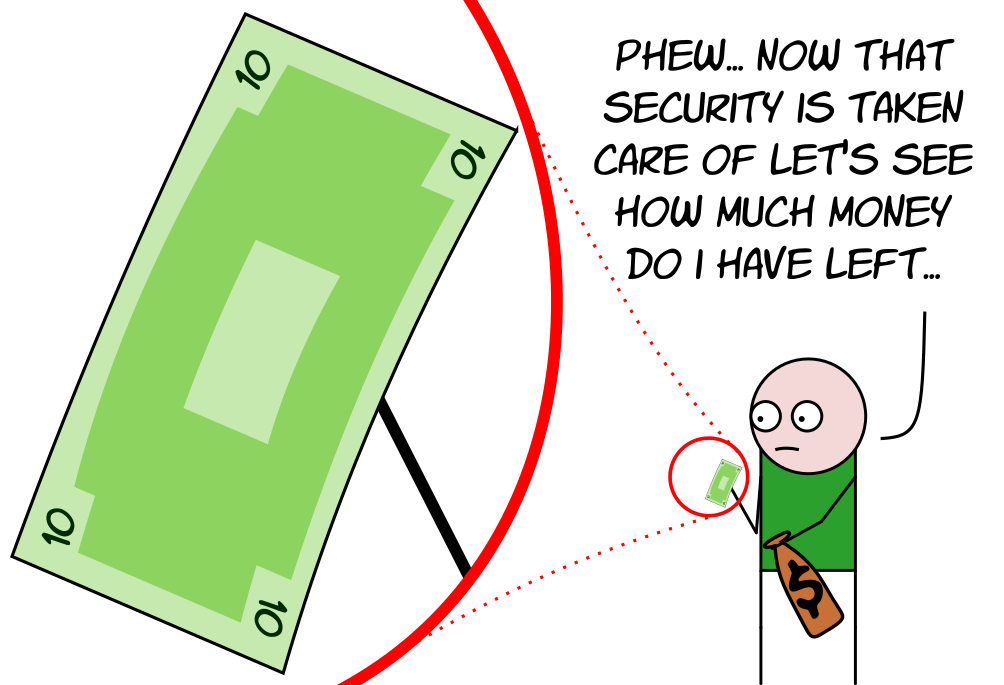 PHEW... NOW THAT
SECURITY IS TAKEN
CARE OF LET'S SEE
HOW MUCH MONEY
DO I HAVE LEFT...
10
10
10
10
$